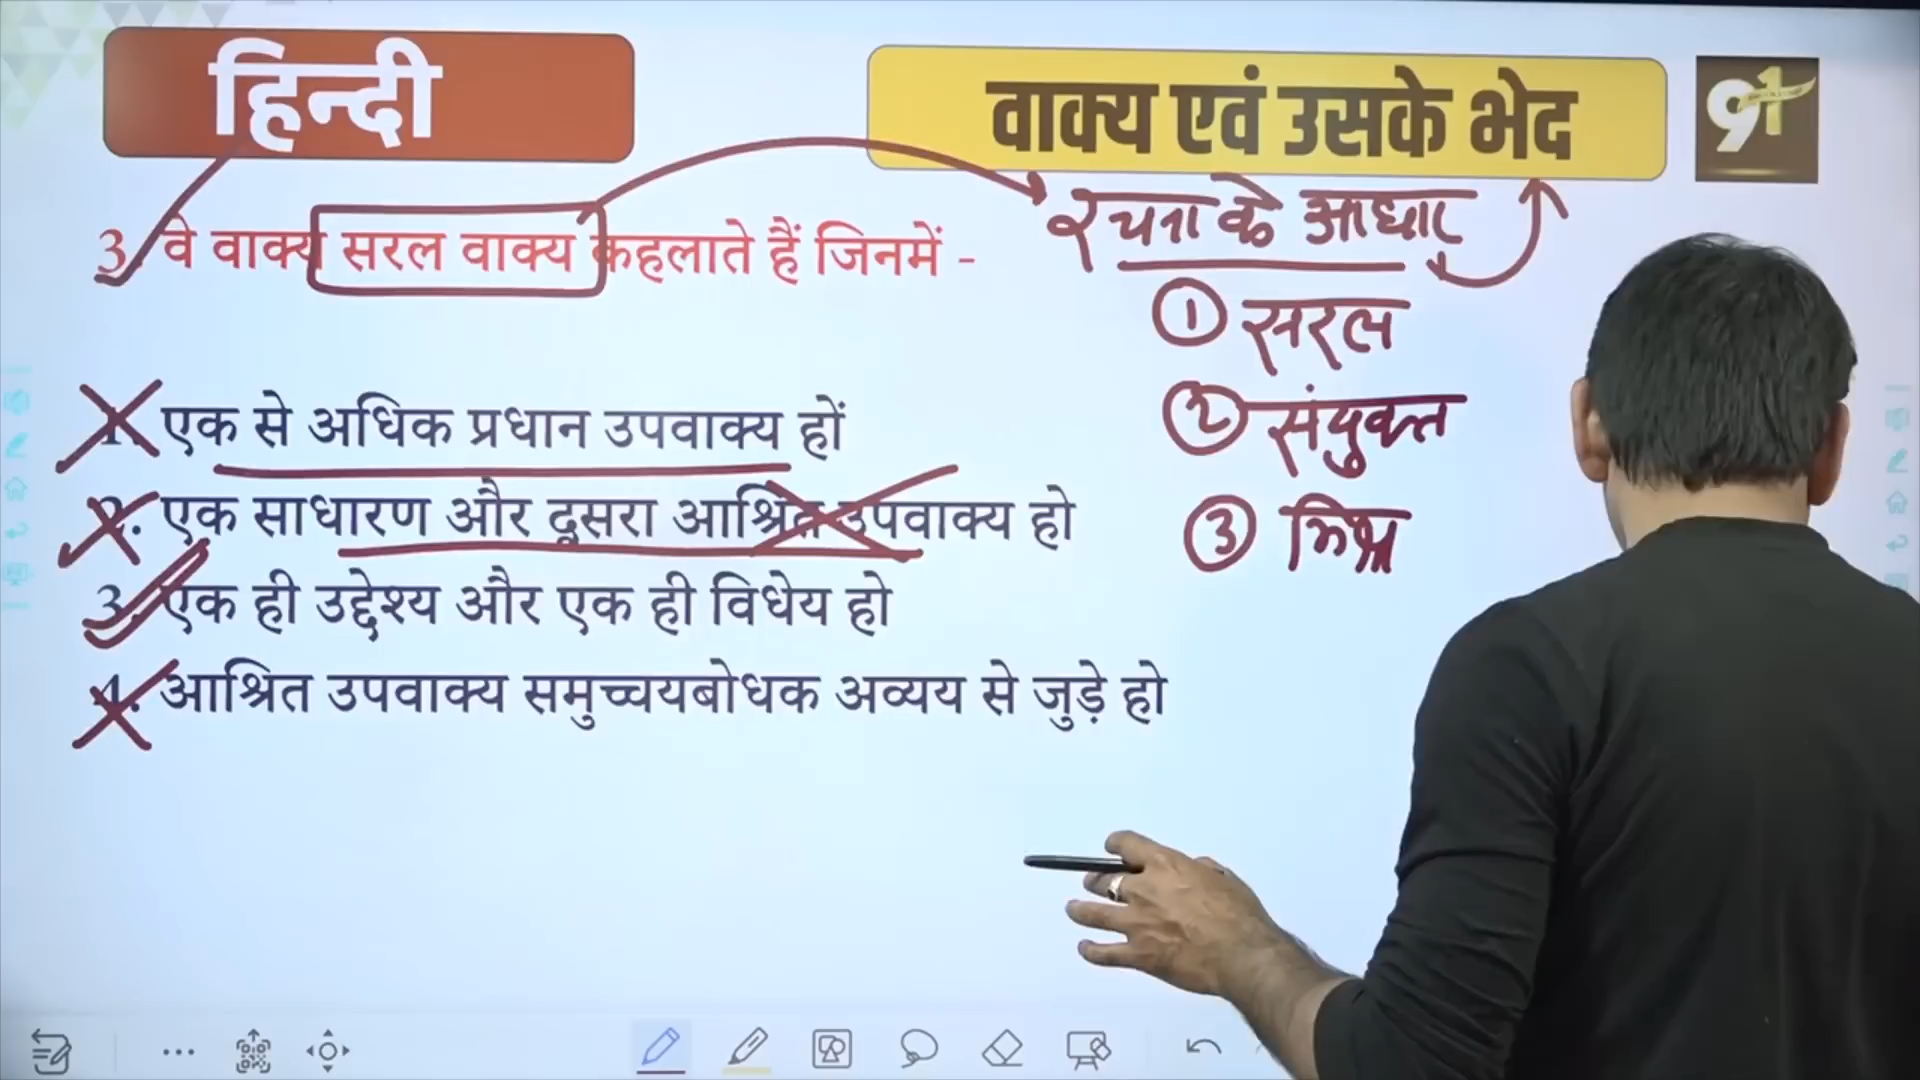 हिन्दी
वाक्य एवं उसके भेद
91
रचना के आधार
3. वे वाक्य सरल वाक्य कहलाते हैं जिनमें -
① सरल
1. एक से अधिक प्रधान उपवाक्य हों
② संयुक्त
2. एक साधारण और दूसरा आश्रित उपवाक्य हो
③ मिश्र
3. एक ही उद्देश्य और एक ही विधेय हो
4. आश्रित उपवाक्य समुच्चयबोधक अव्यय से जुड़े हो